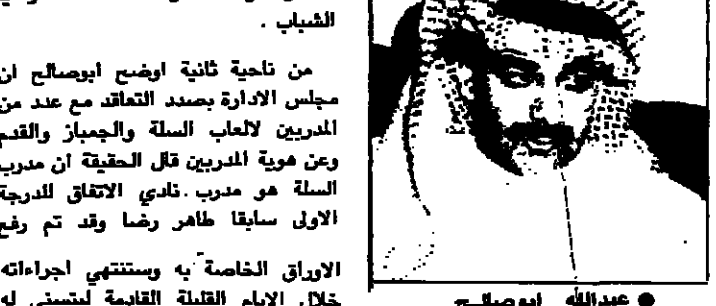 الشباب .
من ناحية ثانية اوضح ابوصالح ان
مجلس الادارة بصدد التعاقد مع عدد من
المدربين لالعاب السلة والجمباز والقدم
وعن هوية المدربين قال الحقيقة ان مدرب
السلة هو مدرب . نادي الاتفاق للدرجة
الاولى سابقا طاهر رضا وقد تم رفع
الاوراق الخاصة به وستنتهي اجراءاته
خلال الايام القليلة القادمة ليتسنى له
● عبدالله ابوصالح